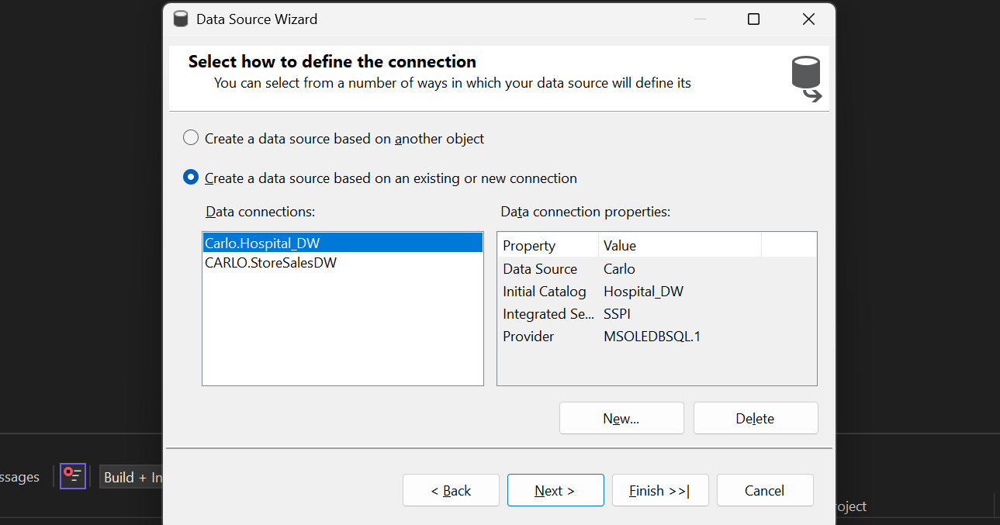 Data Source Wizard
Select how to define the connection
You can select from a number of ways in which your data source will define its
Create a data source based on another object
Create a data source based on an existing or new connection
Data connections:
Carlo.Hospital_DW
CARLO.StoreSalesDW
Data connection properties:
Property Value
Data Source Carlo
Initial Catalog Hospital_DW
Integrated Se... SSPI
Provider MSOLEDBSQL.1
New... Delete
ssages Build + In
< Back Next > Finish >>| Cancel
roject